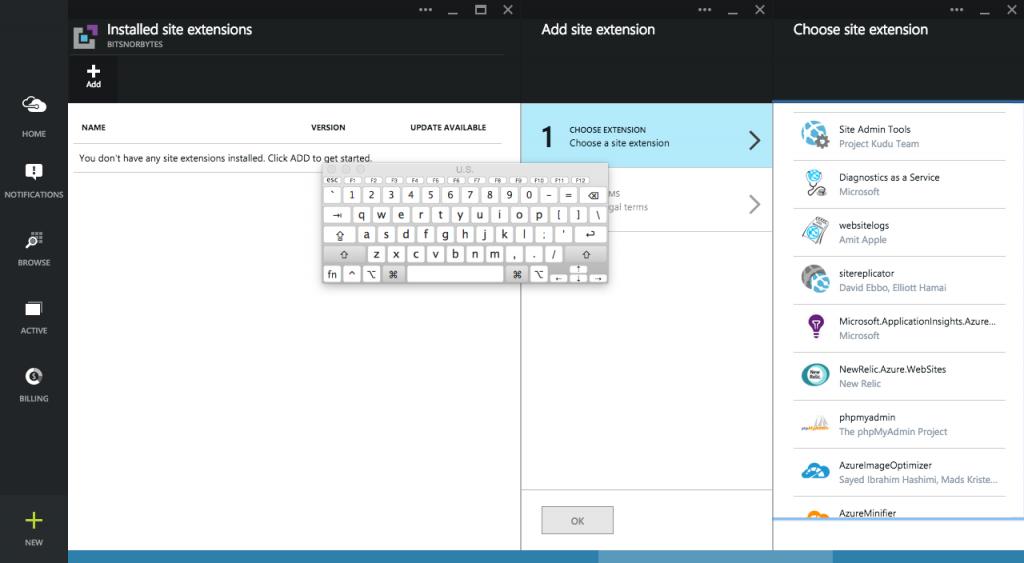 Installed site extensions
BITSNORBYTES
Add
HOME
NOTIFICATIONS
BROWSE
ACTIVE
BILLING
NEW
NAME VERSION UPDATE AVAILABLE
You don't have any site extensions installed. Click ADD to get started.
Add site extension
1
CHOOSE EXTENSION
Choose a site extension
gal terms
OK
U.S.
esc F1 F2 F3 F4 F5 F6 F7 F8 F9 F10 F11 F12
` 1 2 3 4 5 6 7 8 9 0 - =
q w e r t y u i o p [ ] \
a s d f g h j k l ; '
z x c v b n m , . /
fn ^ ⌥ ⌘ ⌘ ⌥
Choose site extension
Site Admin Tools
Project Kudu Team
Diagnostics as a Service
Microsoft
websitelogs
Amit Apple
sitereplicator
David Ebbo, Elliott Hamai
Microsoft.ApplicationInsights.Azure...
Microsoft
New Relic
NewRelic.Azure.WebSites
New Relic
phpMyAdmin
phpmyadmin
The phpMyAdmin Project
AzureImageOptimizer
Sayed Ibrahim Hashimi, Mads Kriste...
AzureMinifier